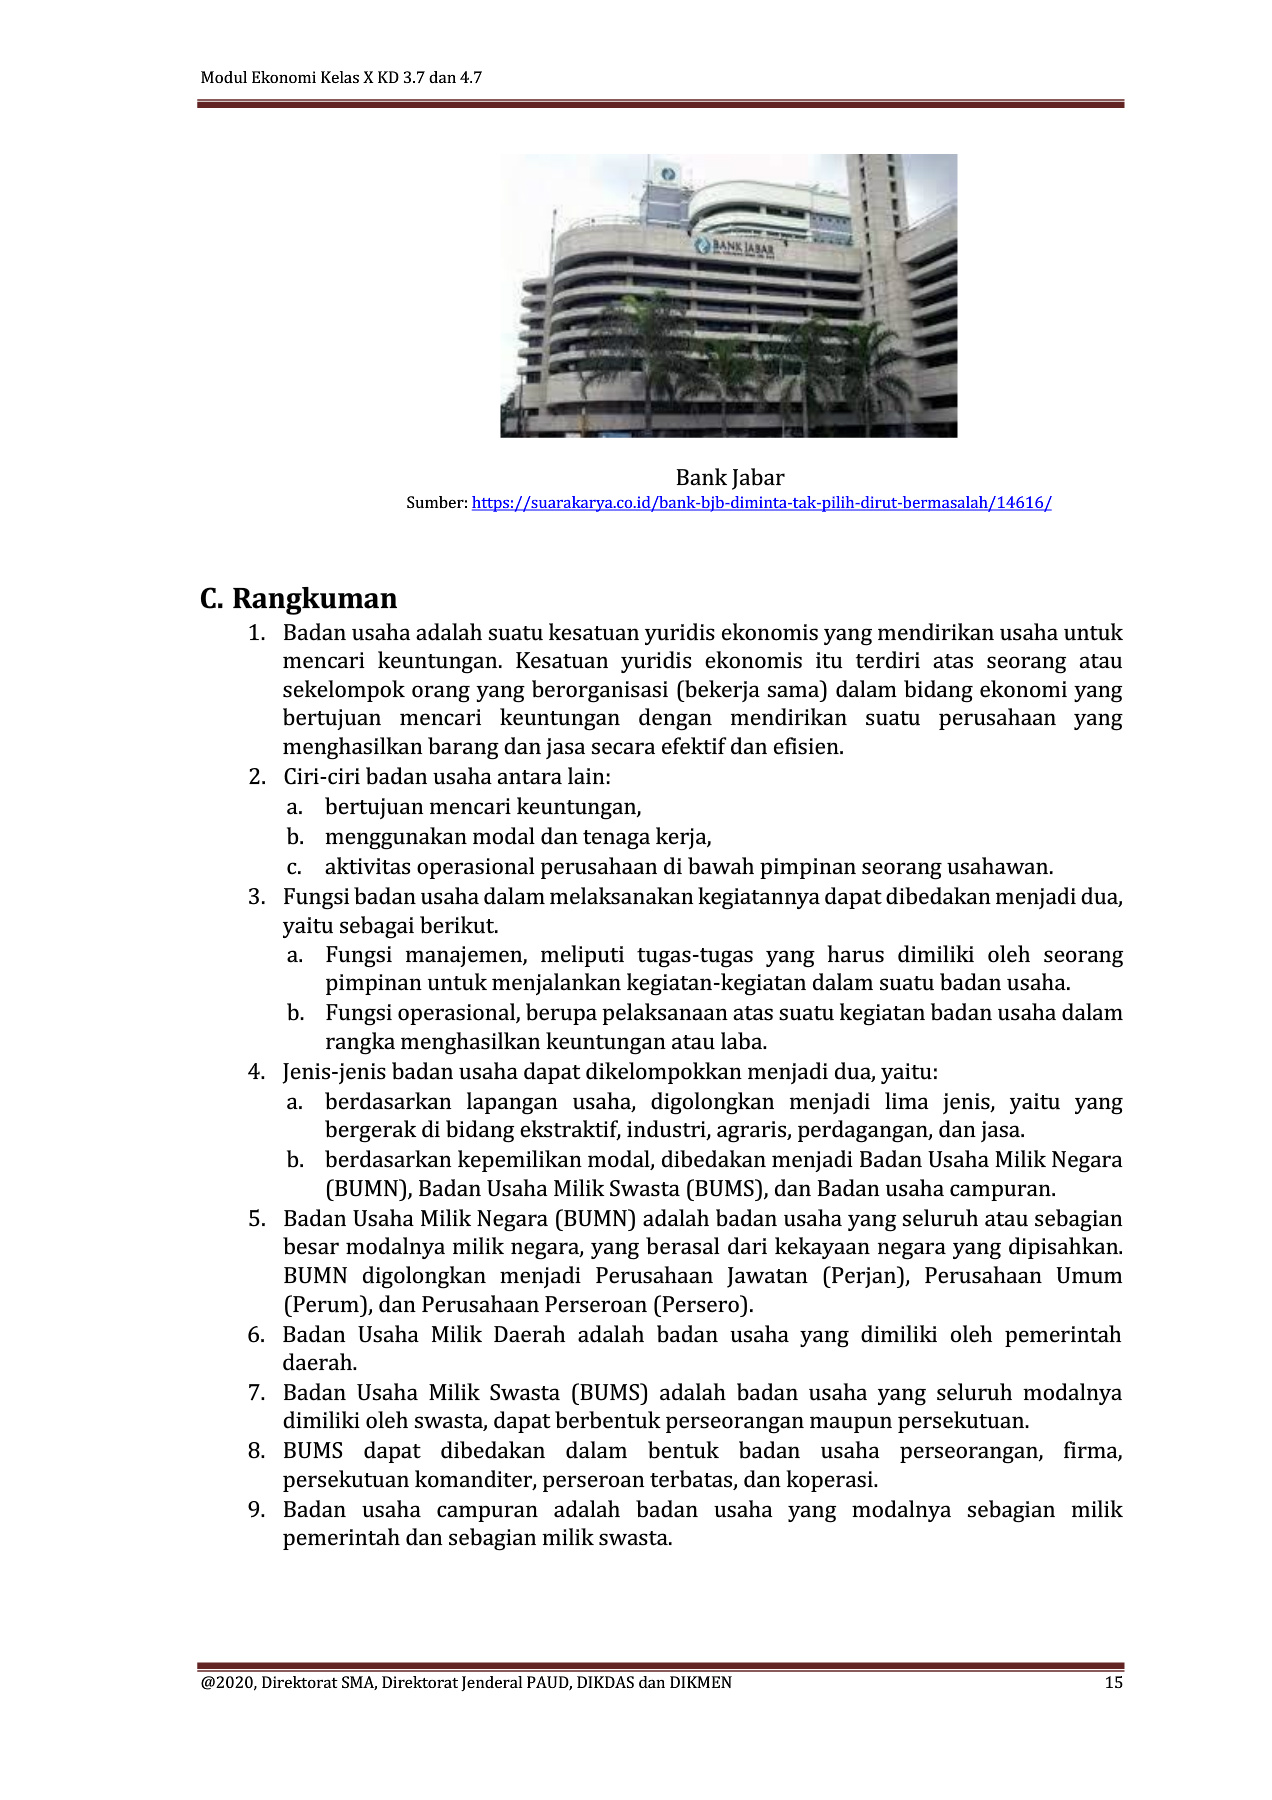 Modul Ekonomi Kelas X KD 3.7 dan 4.7
BANK JABAR
Bank Jabar
Sumber: https://suarakarya.co.id/bank-bjb-diminta-tak-pilih-dirut-bermasalah/14616/
C. Rangkuman
1. Badan usaha adalah suatu kesatuan yuridis ekonomis yang mendirikan usaha untuk
mencari keuntungan. Kesatuan yuridis ekonomis itu terdiri atas seorang atau
sekelompok orang yang berorganisasi (bekerja sama) dalam bidang ekonomi yang
bertujuan mencari keuntungan dengan mendirikan suatu perusahaan yang
menghasilkan barang dan jasa secara efektif dan efisien.
2. Ciri-ciri badan usaha antara lain:
a. bertujuan mencari keuntungan,
b. menggunakan modal dan tenaga kerja,
c. aktivitas operasional perusahaan di bawah pimpinan seorang usahawan.
3. Fungsi badan usaha dalam melaksanakan kegiatannya dapat dibedakan menjadi dua,
yaitu sebagai berikut.
a. Fungsi manajemen, meliputi tugas-tugas yang harus dimiliki oleh seorang
pimpinan untuk menjalankan kegiatan-kegiatan dalam suatu badan usaha.
b. Fungsi operasional, berupa pelaksanaan atas suatu kegiatan badan usaha dalam
rangka menghasilkan keuntungan atau laba.
4. Jenis-jenis badan usaha dapat dikelompokkan menjadi dua, yaitu:
a. berdasarkan lapangan usaha, digolongkan menjadi lima jenis, yaitu yang
bergerak di bidang ekstraktif, industri, agraris, perdagangan, dan jasa.
b. berdasarkan kepemilikan modal, dibedakan menjadi Badan Usaha Milik Negara
(BUMN), Badan Usaha Milik Swasta (BUMS), dan Badan usaha campuran.
5. Badan Usaha Milik Negara (BUMN) adalah badan usaha yang seluruh atau sebagian
besar modalnya milik negara, yang berasal dari kekayaan negara yang dipisahkan.
BUMN digolongkan menjadi Perusahaan Jawatan (Perjan), Perusahaan Umum
(Perum), dan Perusahaan Perseroan (Persero).
6. Badan Usaha Milik Daerah adalah badan usaha yang dimiliki oleh pemerintah
daerah.
7. Badan Usaha Milik Swasta (BUMS) adalah badan usaha yang seluruh modalnya
dimiliki oleh swasta, dapat berbentuk perseorangan maupun persekutuan.
8. BUMS dapat dibedakan dalam bentuk badan usaha perseorangan, firma,
persekutuan komanditer, perseroan terbatas, dan koperasi.
9. Badan usaha campuran adalah badan usaha yang modalnya sebagian milik
pemerintah dan sebagian milik swasta.
@2020, Direktorat SMA, Direktorat Jenderal PAUD, DIKDAS dan DIKMEN 15